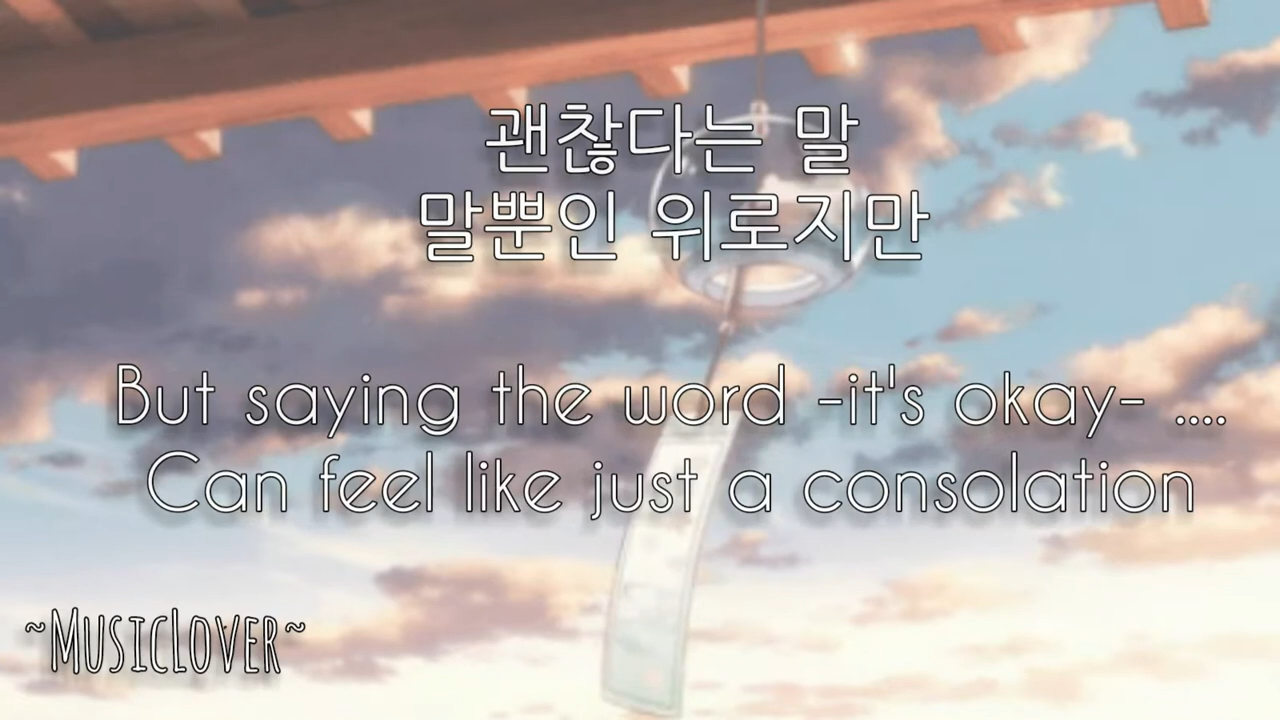 괜찮다는 말
말뿐인 위로지만
But saying the word -it's okay- ....
Can feel like just a consolation
~MusicLover~